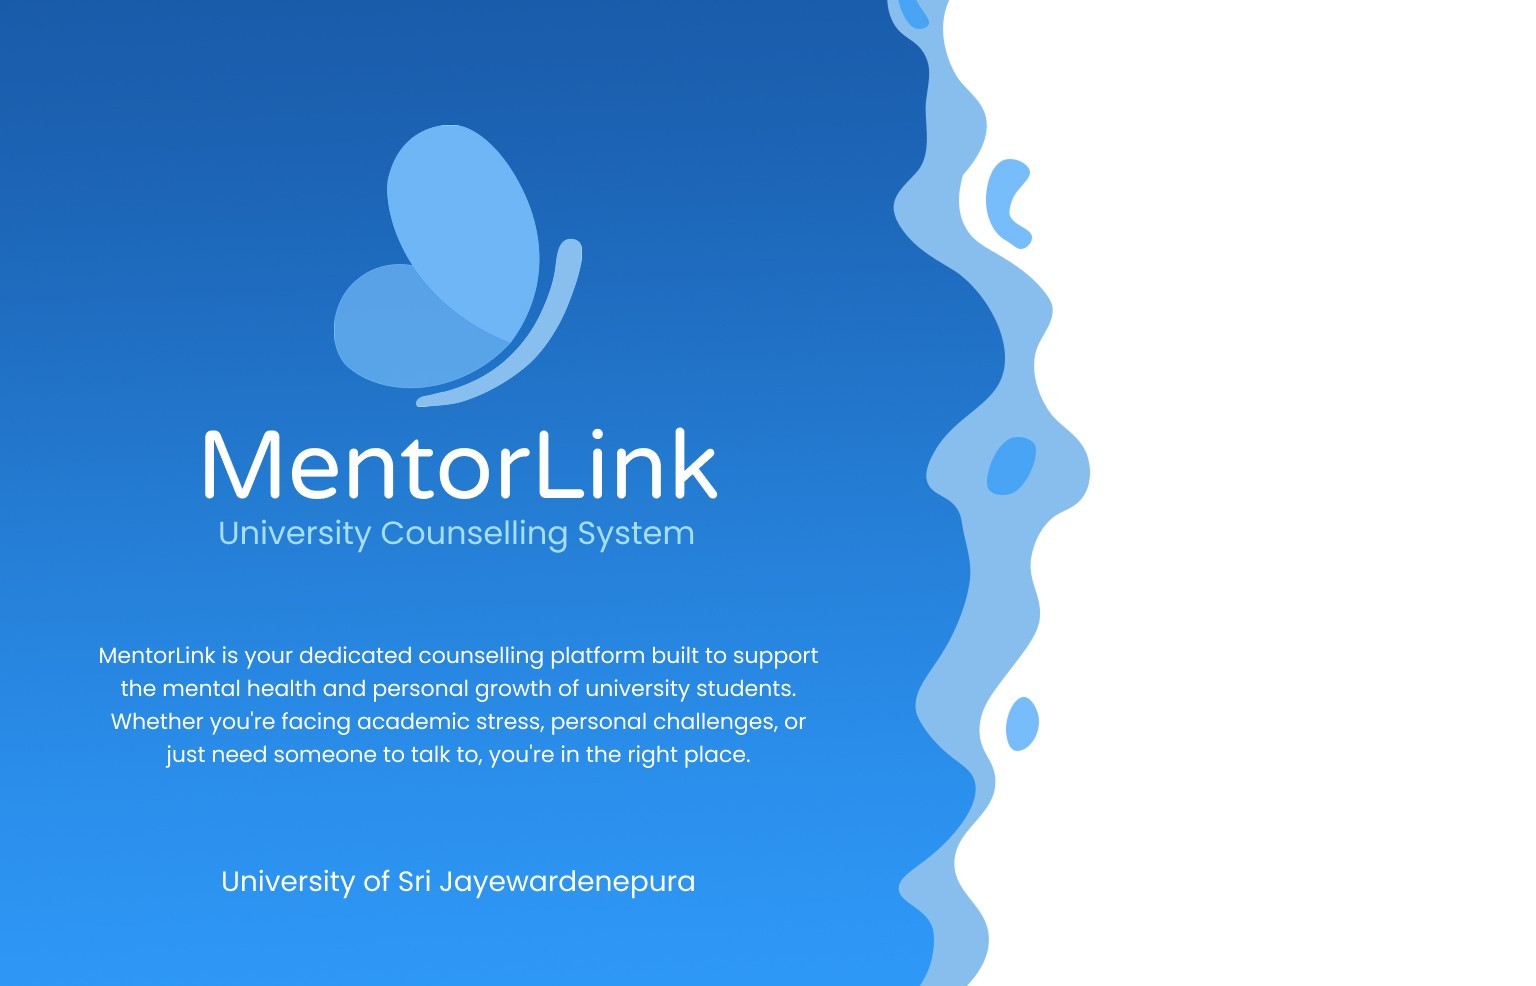 MentorLink
University Counselling System
MentorLink is your dedicated counselling platform built to support
the mental health and personal growth of university students.
Whether you're facing academic stress, personal challenges, or
just need someone to talk to, you're in the right place.
University of Sri Jayewardenepura